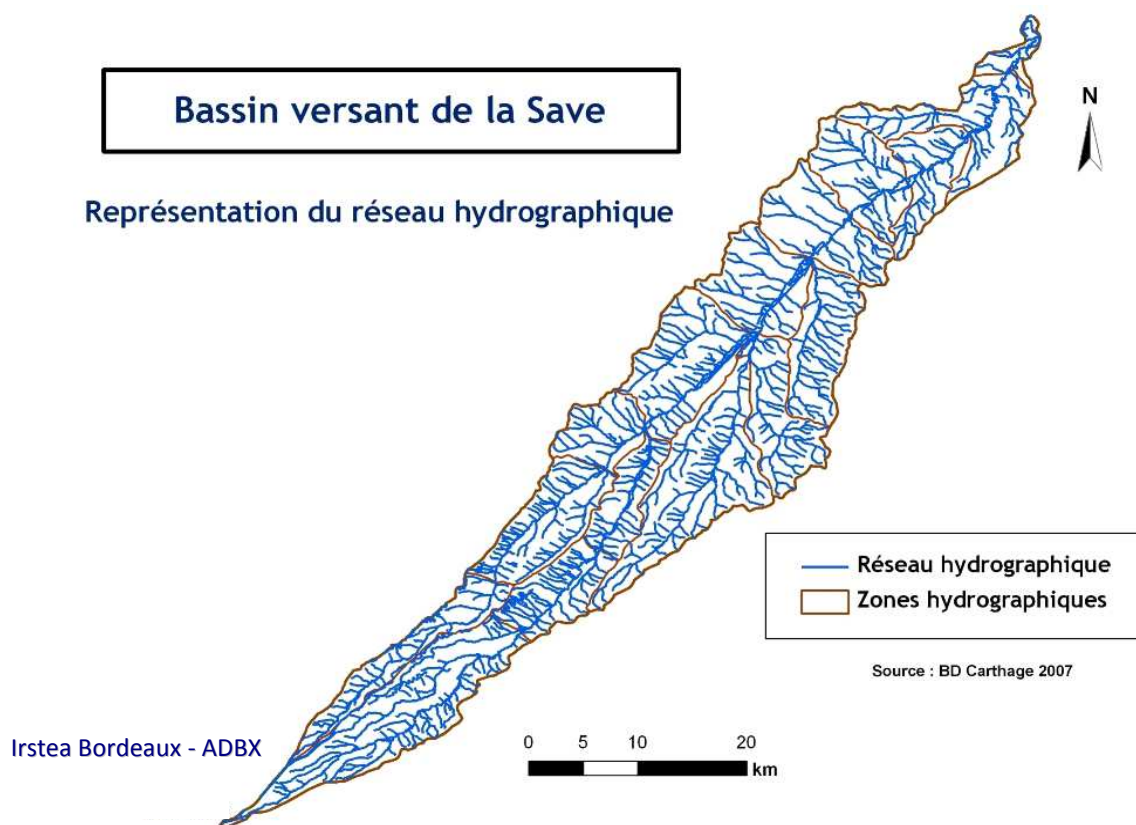 Bassin versant de la Save
Représentation du réseau hydrographique
N
Réseau hydrographique
Zones hydrographiques
Source : BD Carthage 2007
Irstea Bordeaux - ADBX
0 5 10 20
km